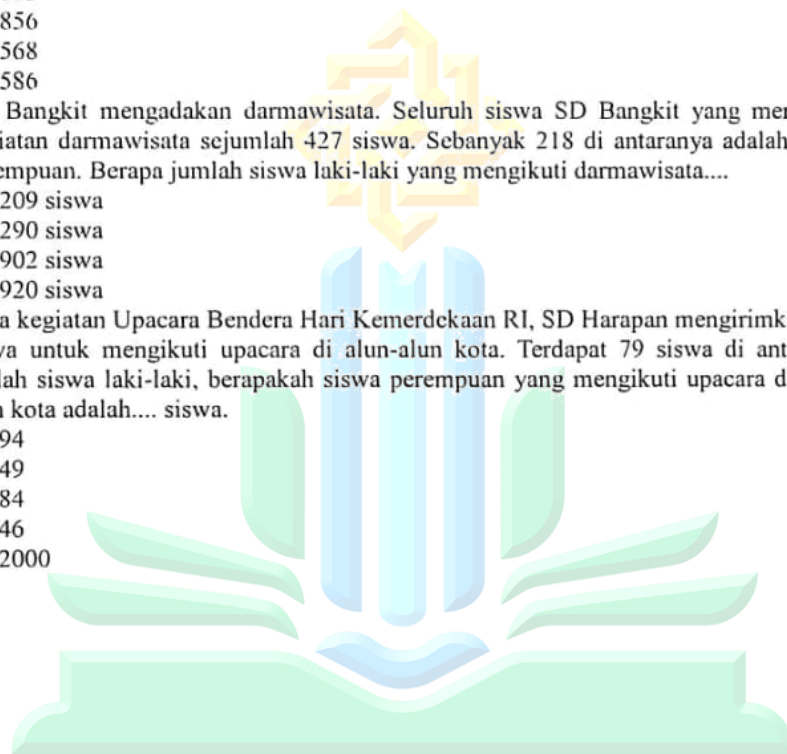 856
568
586
Bangkit mengadakan darmawisata. Seluruh siswa SD Bangkit yang men
iatan darmawisata sejumlah 427 siswa. Sebanyak 218 di antaranya adalah
empuan. Berapa jumlah siswa laki-laki yang mengikuti darmawisata....
209 siswa
290 siswa
902 siswa
920 siswa
a kegiatan Upacara Bendera Hari Kemerdekaan RI, SD Harapan mengirimk
va untuk mengikuti upacara di alun-alun kota. Terdapat 79 siswa di ant
lah siswa laki-laki, berapakah siswa perempuan yang mengikuti upacara d
n kota adalah.... siswa.
94
49
84
46
2000